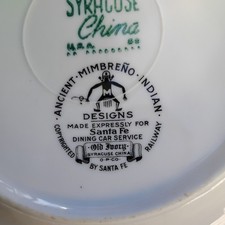 SYRACUSE
China
U.S.A.
ANCIENT · MIMBREÑO · INDIAN
DESIGNS
MADE EXPRESSLY FOR
Santa Fe
DINING CAR SERVICE
Old Ivory
SYRACUSE CHINA
O.P.CO.
COPYRIGHTED BY SANTA FE RAILWAY